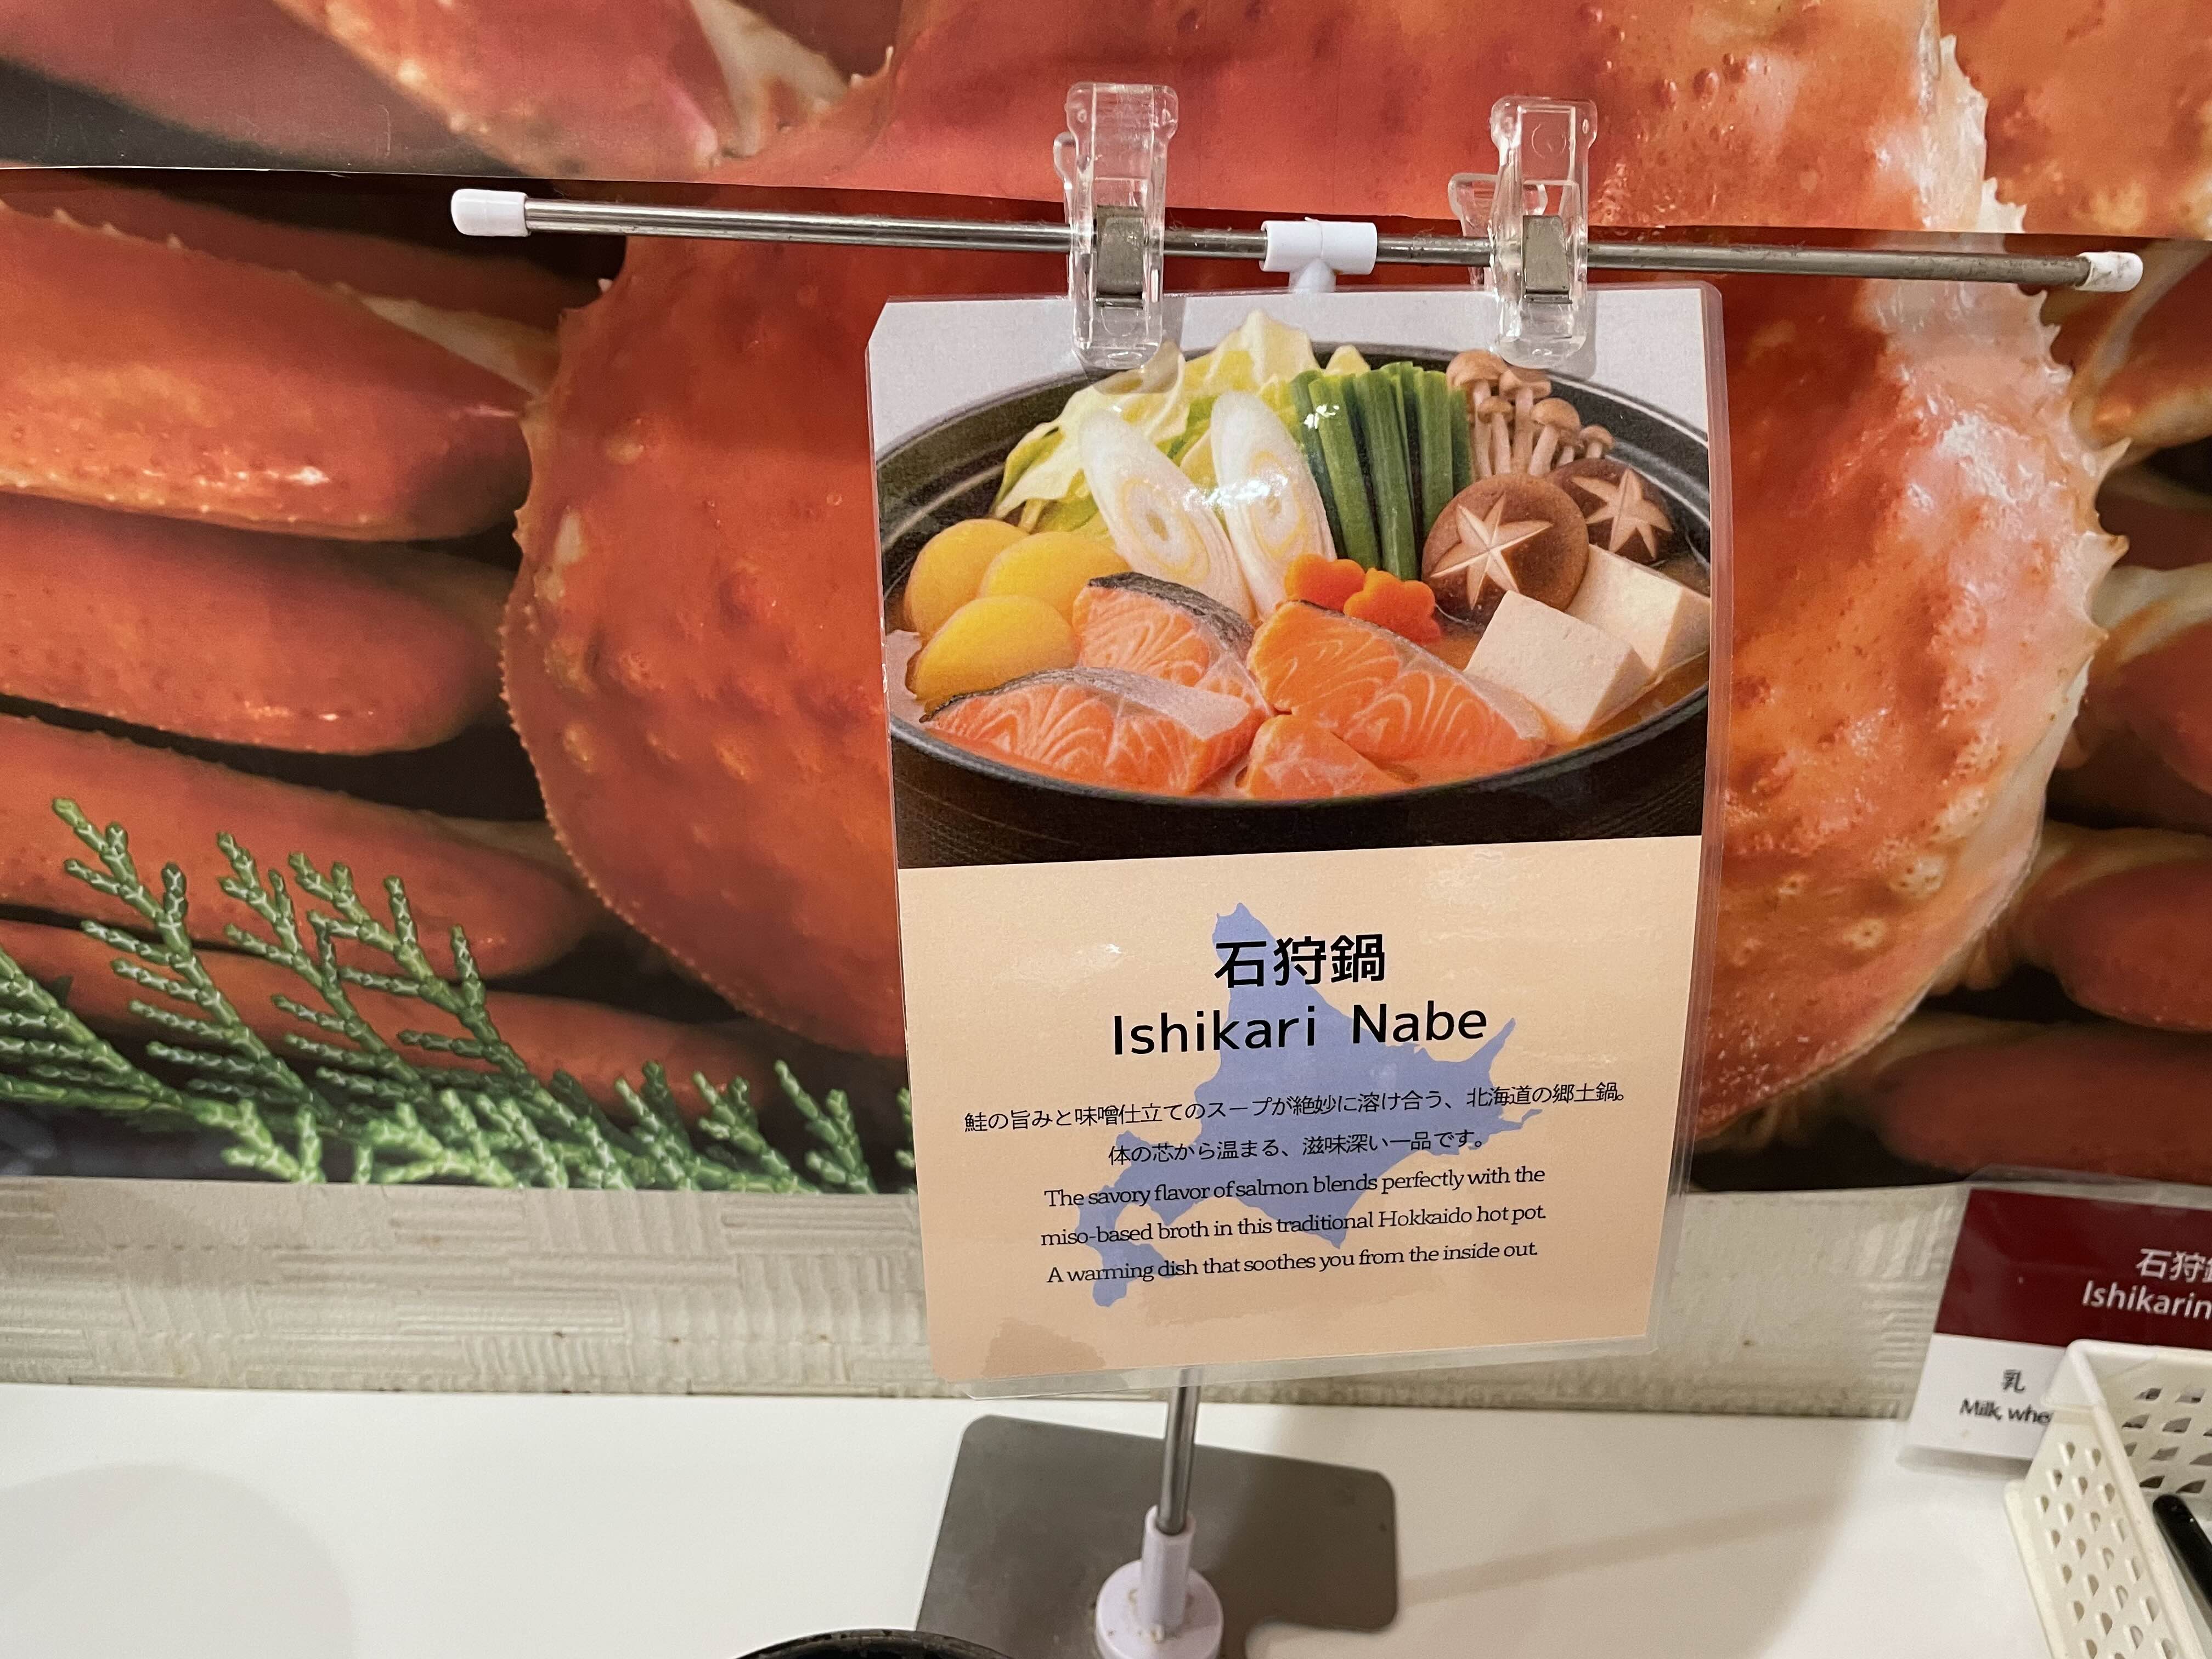 石狩鍋
Ishikari Nabe
鮭の旨みと味噌仕立てのスープが絶妙に溶け合う、北海道の郷土鍋。
体の芯から温まる、滋味深い一品です。
The savory flavor of salmon blends perfectly with the
miso-based broth in this traditional Hokkaido hot pot.
A warming dish that soothes you from the inside out.
石狩
乳
Milk,